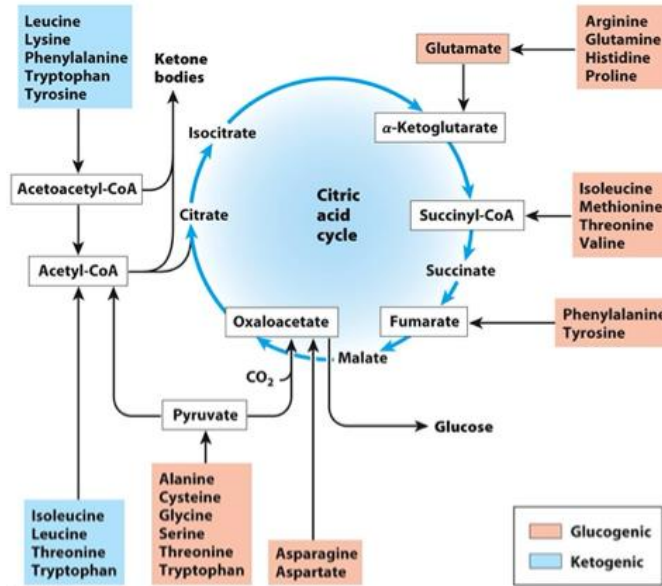 Leucine
Lysine
Phenylalanine
Tryptophan
Tyrosine
Ketone
bodies
Glutamate
Arginine
Glutamine
Histidine
Proline
Isocitrate
α-Ketoglutarate
Acetoacetyl-CoA
Citrate
Citric
acid
cycle
Succinyl-CoA
Isoleucine
Methionine
Threonine
Valine
Acetyl-CoA
Succinate
Oxaloacetate
Fumarate
Phenylalanine
Tyrosine
Malate
CO2
Pyruvate
Glucose
Isoleucine
Leucine
Threonine
Tryptophan
Alanine
Cysteine
Glycine
Serine
Threonine
Tryptophan
Asparagine
Aspartate
Glucogenic
Ketogenic